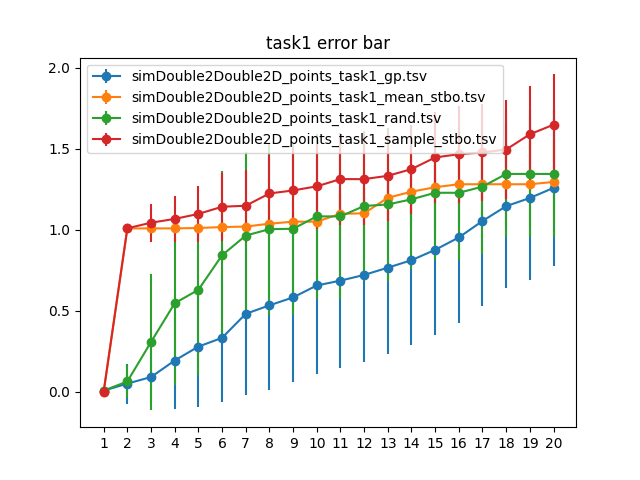 task1 error bar
simDouble2Double2D_points_task1_gp.tsv
simDouble2Double2D_points_task1_mean_stbo.tsv
simDouble2Double2D_points_task1_rand.tsv
simDouble2Double2D_points_task1_sample_stbo.tsv
2.0
1.5
1.0
0.5
0.0
1 2 3 4 5 6 7 8 9 10 11 12 13 14 15 16 17 18 19 20